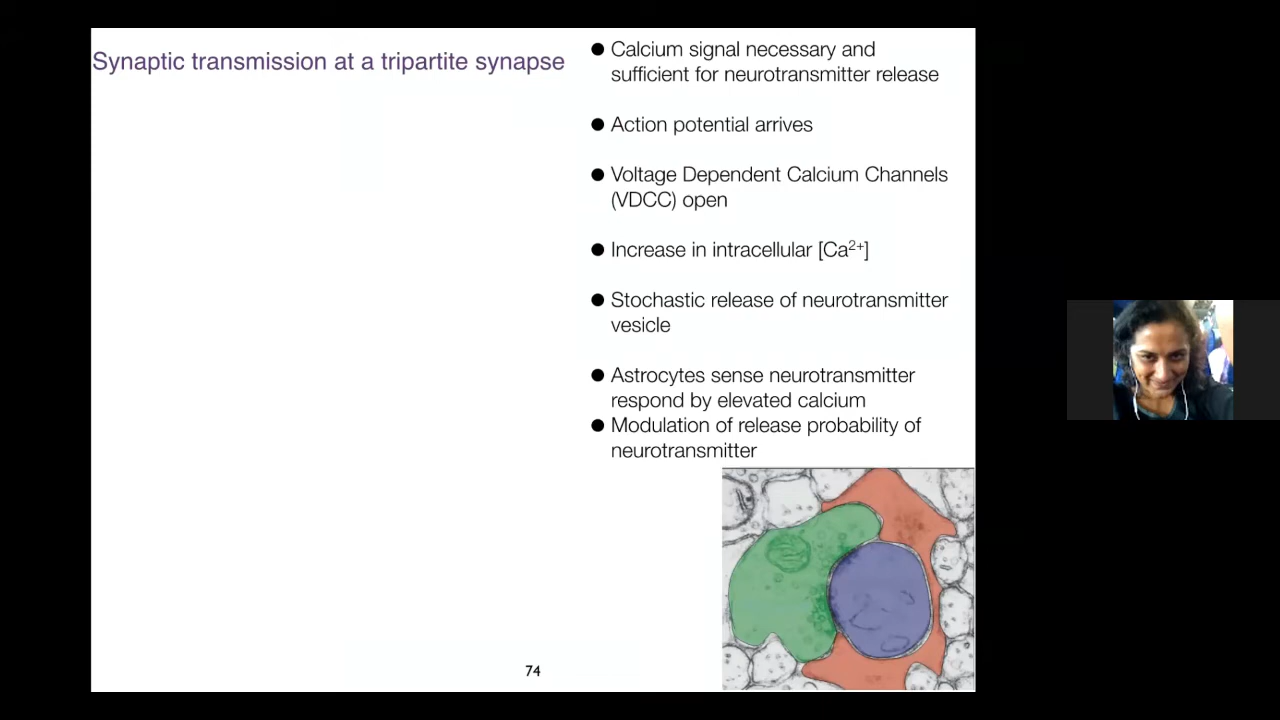 Synaptic transmission at a tripartite synapse
● Calcium signal necessary and
sufficient for neurotransmitter release
● Action potential arrives
● Voltage Dependent Calcium Channels
(VDCC) open
● Increase in intracellular [Ca²⁺]
● Stochastic release of neurotransmitter
vesicle
● Astrocytes sense neurotransmitter
respond by elevated calcium
● Modulation of release probability of
neurotransmitter
74